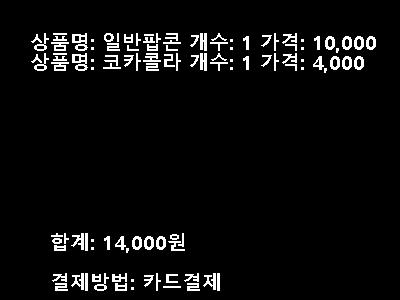 상품명: 일반팝콘 개수: 1 가격: 10,000
상품명: 코카콜라 개수: 1 가격: 4,000
합계: 14,000원
결제방법: 카드결제